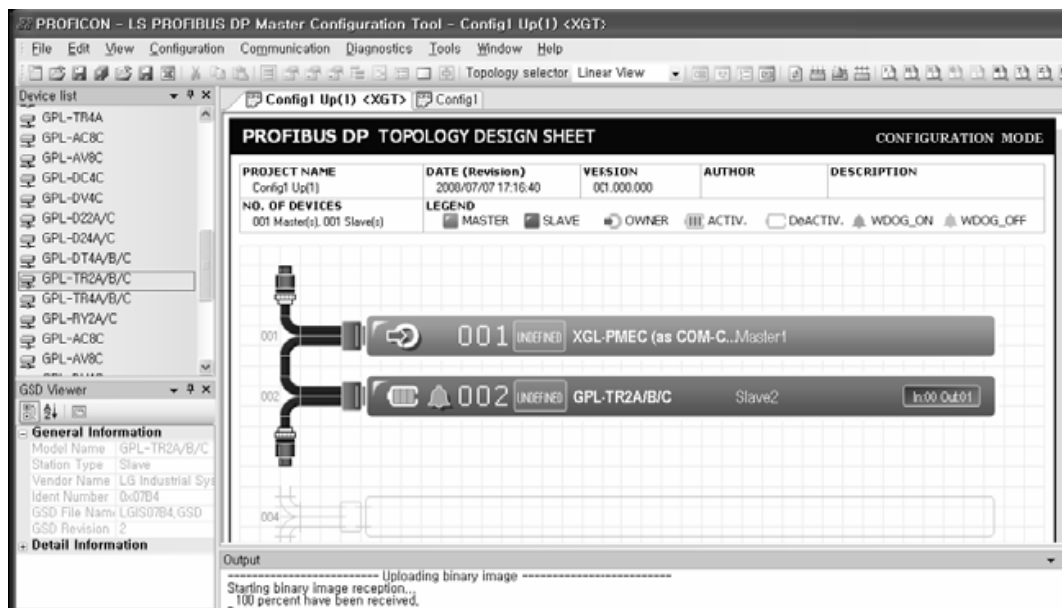 PROFICON - LS PROFIBUS DP Master Configuration Tool - Config1 Up(1) <XGT>
File Edit View Configuration Communication Diagnostics Tools Window Help
Topology selector Linear View
Device list
GPL-TR4A
GPL-AC8C
GPL-AV8C
GPL-DC4C
GPL-DV4C
GPL-D22A/C
GPL-D24A/C
GPL-DT4A/B/C
GPL-TR2A/B/C
GPL-TR4A/B/C
GPL-RY2A/C
GPL-AC8C
GPL-AV8C
GSD Viewer
General Information
Model Name GPL-TR2A/B/C
Station Type Slave
Vendor Name LG Industrial Sys
Ident Number 0x07B4
GSD File Name LGIS07B4.GSD
GSD Revision 2
Detail Information
Config1 Up(1) <XGT> Config1
PROFIBUS DP TOPOLOGY DESIGN SHEET CONFIGURATION MODE
PROJECT NAME DATE (Revision) VERSION AUTHOR DESCRIPTION
Config1 Up(1) 2008/07/07 17:16:40 001.000.000
NO. OF DEVICES LEGEND
001 Master(s), 001 Slave(s) MASTER SLAVE OWNER ACTIV. DeACTIV. WDOG_ON WDOG_OFF
001 001 UNDEFINED XGL-PMEC (as COM-C...Master1
002 002 UNDEFINED GPL-TR2A/B/C Slave2 In:00 Out:01
004
Output
------------------------- Uploading binary image -------------------------
Starting binary image reception...
100 percent have been received.